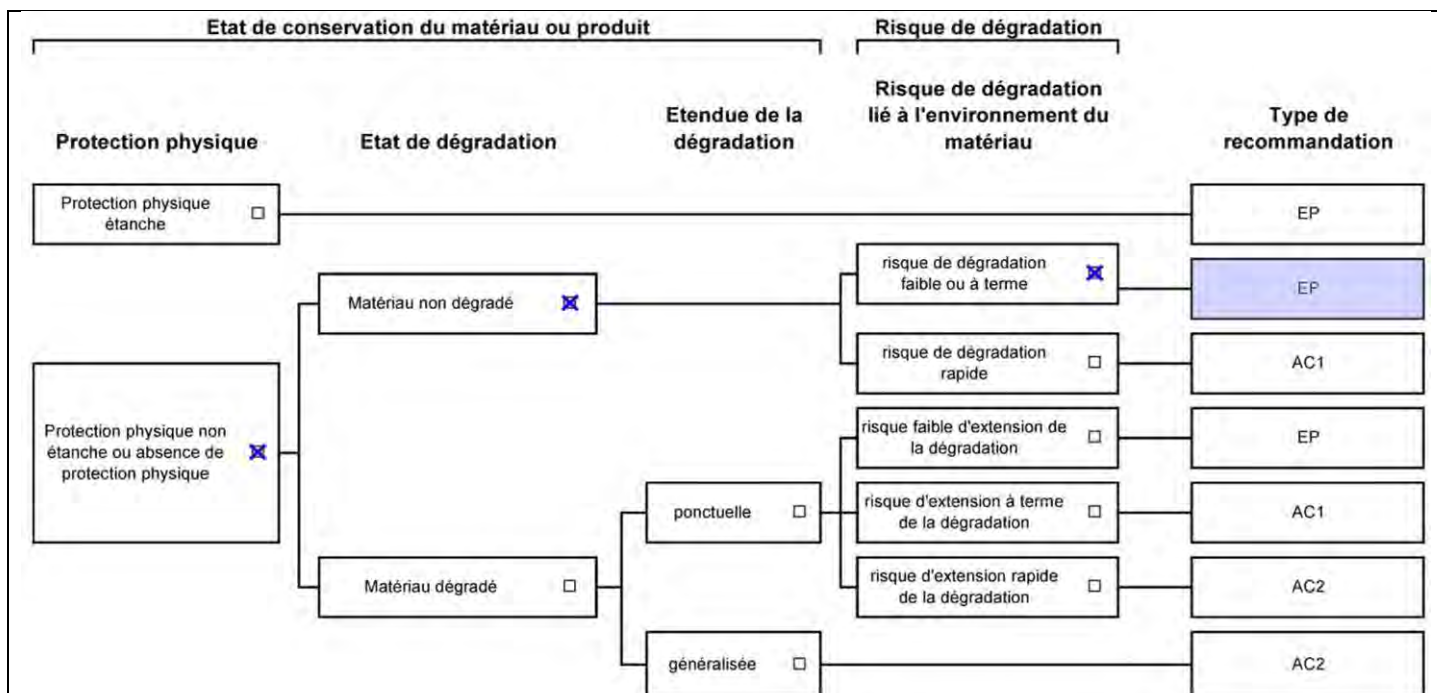 Etat de conservation du matériau ou produit
Risque de dégradation
Protection physique
Etat de dégradation
Etendue de la
dégradation
Risque de dégradation
lié à l'environnement du
matériau
Type de
recommandation
Protection physique
étanche
EP
Matériau non dégradé
risque de dégradation
faible ou à terme
EP
risque de dégradation
rapide
AC1
Protection physique non
étanche ou absence de
protection physique
risque faible d'extension de
la dégradation
EP
ponctuelle
risque d'extension à terme
de la dégradation
AC1
Matériau dégradé
risque d'extension rapide
de la dégradation
AC2
généralisée
AC2